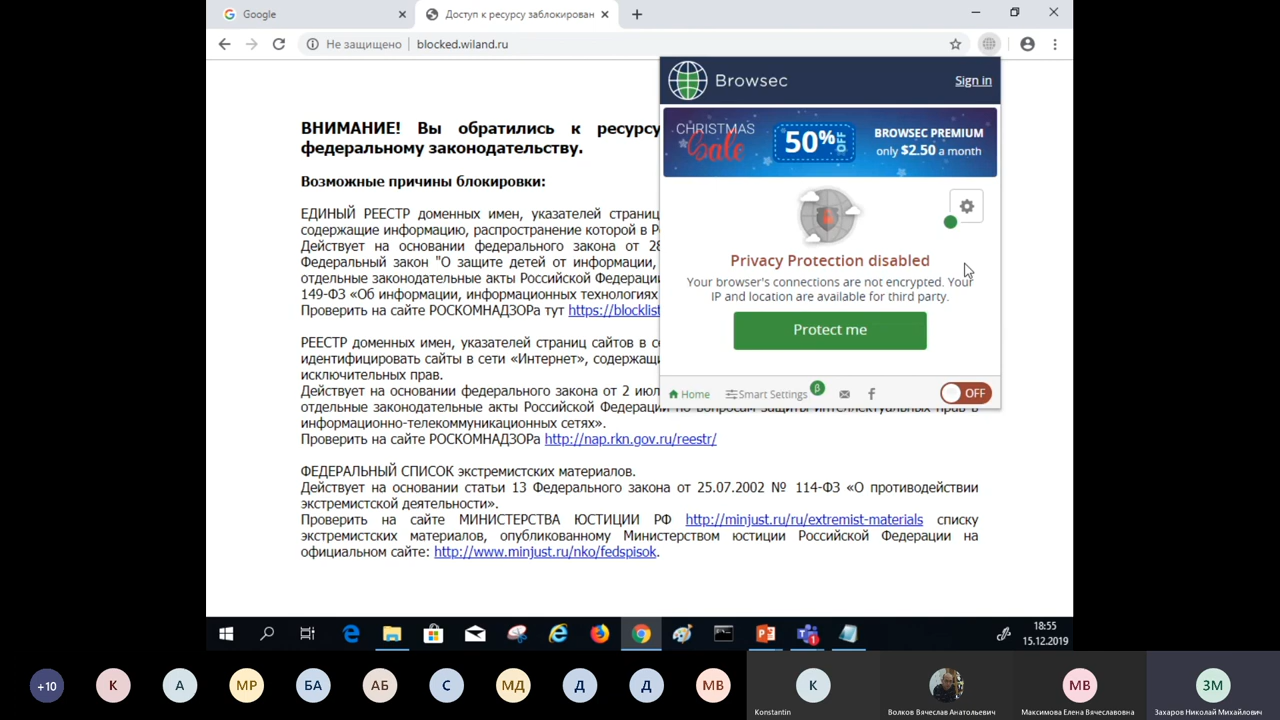 Google
Доступ к ресурсу заблокирован
Не защищено
blocked.wiland.ru
Browsec
Sign in
CHRISTMAS
Sale
50% OFF
BROWSEC PREMIUM
only $2.50 a month
Privacy Protection disabled
Your browser's connections are not encrypted. Your
IP and location are available for third party.
Protect me
Home
Smart Settings
β
OFF
ВНИМАНИЕ! Вы обратились к ресурсу
федеральному законодательству.
Возможные причины блокировки:
ЕДИНЫЙ РЕЕСТР доменных имен, указателей страниц
содержащие информацию, распространение которой в Р
Действует на основании федерального закона от 28
Федеральный закон "О защите детей от информации,
отдельные законодательные акты Российской Федерации
149-ФЗ «Об информации, информационных технологиях
Проверить на сайте РОСКОМНАДЗОРа тут https://blocklist
РЕЕСТР доменных имен, указателей страниц сайтов в се
идентифицировать сайты в сети «Интернет», содержащи
исключительных прав.
Действует на основании федерального закона от 2 июл
отдельные законодательные акты Российской Федерации по вопросам защиты интеллектуальных прав в
информационно-телекоммуникационных сетях».
Проверить на сайте РОСКОМНАДЗОРа http://nap.rkn.gov.ru/reestr/
ФЕДЕРАЛЬНЫЙ СПИСОК экстремистских материалов.
Действует на основании статьи 13 Федерального закона от 25.07.2002 № 114-ФЗ «О противодействии
экстремистской деятельности».
Проверить на сайте МИНИСТЕРСТВА ЮСТИЦИИ РФ http://minjust.ru/ru/extremist-materials списку
экстремистских материалов, опубликованному Министерством юстиции Российской Федерации на
официальном сайте: http://www.minjust.ru/nko/fedspisok.
1
18:55
15.12.2019
+10
К
А
МР
БА
АБ
С
МД
Д
Д
МВ
К
МВ
ЗМ
Konstantin
Волков Вячеслав Анатольевич
Максимова Елена Вячеславовна
Захаров Николай Михайлович